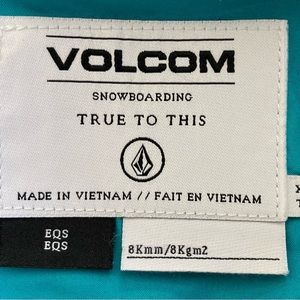 VOLCOM
SNOWBOARDING
TRUE TO THIS
MADE IN VIETNAM // FAIT EN VIETNAM
EQS
EQS
8Kmm/8Kgm2